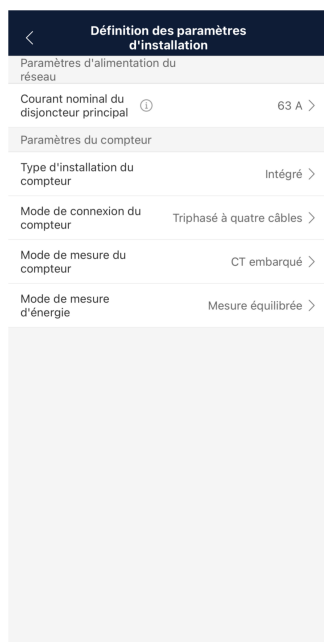 Définition des paramètres
d'installation
Paramètres d'alimentation du
réseau
Courant nominal du
disjoncteur principal 63 A
Paramètres du compteur
Type d'installation du
compteur Intégré
Mode de connexion du
compteur Triphasé à quatre câbles
Mode de mesure du
compteur CT embarqué
Mode de mesure
d'énergie Mesure équilibrée